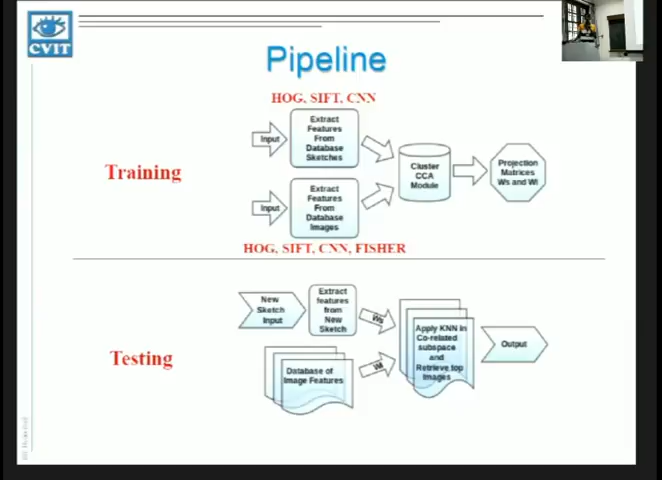 CVIT
Pipeline
HOG, SIFT, CNN
Training
Input
Extract
Features
From
Database
Sketches
Input
Extract
Features
From
Database
Images
Cluster
CCA
Module
Projection
Matrices
Ws and Wi
HOG, SIFT, CNN, FISHER
Testing
New
Sketch
Input
Extract
features
from
New
Sketch
Ws
Database of
Image Features
Wi
Apply KNN in
Co-related
subspace
and
Retrieve top
Images
Output